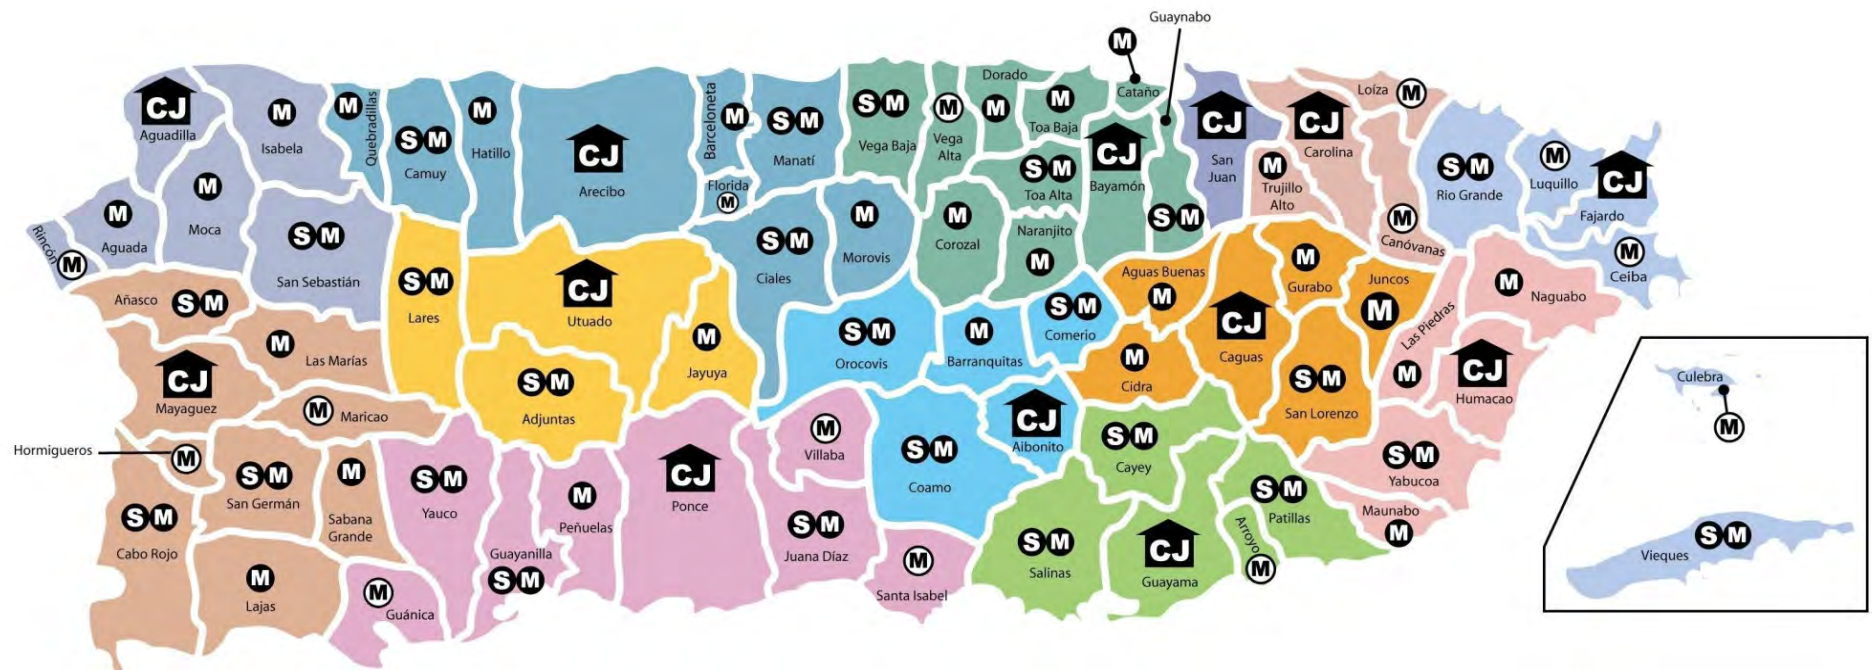 Guaynabo
M
CJ
Aguadilla
M
Isabela
M
Quebradillas
S M
Camuy
M
Hatillo
CJ
Arecibo
Barceloneta
M
S M
Manatí
Florida
M
S M
Vega Baja
M
Vega
Alta
Dorado
M
M
Toa Baja
Cataño
S M
Toa Alta
CJ
Bayamón
S M
CJ
San
Juan
CJ
Carolina
Loíza
M
M
Trujillo
Alto
M
Canóvanas
S M
Rio Grande
M
Luquillo
CJ
Fajardo
M
Ceiba
Rincón
M
M
Aguada
M
Moca
S M
San Sebastián
S M
Lares
CJ
Utuado
M
Jayuya
S M
Ciales
M
Morovis
M
Corozal
Naranjito
M
Aguas Buenas
M
CJ
Caguas
M
Gurabo
Juncos
M
Las Piedras
M
M
Naguabo
CJ
Humacao
Añasco
S M
M
Las Marías
CJ
Mayaguez
M
Maricao
S M
Adjuntas
S M
Orocovis
M
Barranquitas
S M
Comerio
M
Cidra
S M
San Lorenzo
CJ
Aibonito
Hormigueros
M
S M
San Germán
M
Sabana
Grande
S M
Cabo Rojo
M
Lajas
S M
Yauco
M
Guánica
Guayanilla
S M
M
Peñuelas
CJ
Ponce
M
Villaba
S M
Juana Díaz
S M
Coamo
M
Santa Isabel
S M
Cayey
S M
Salinas
CJ
Guayama
Arroyo
M
S M
Patillas
S M
Yabucoa
Maunabo
M
Culebra
M
Vieques
S M